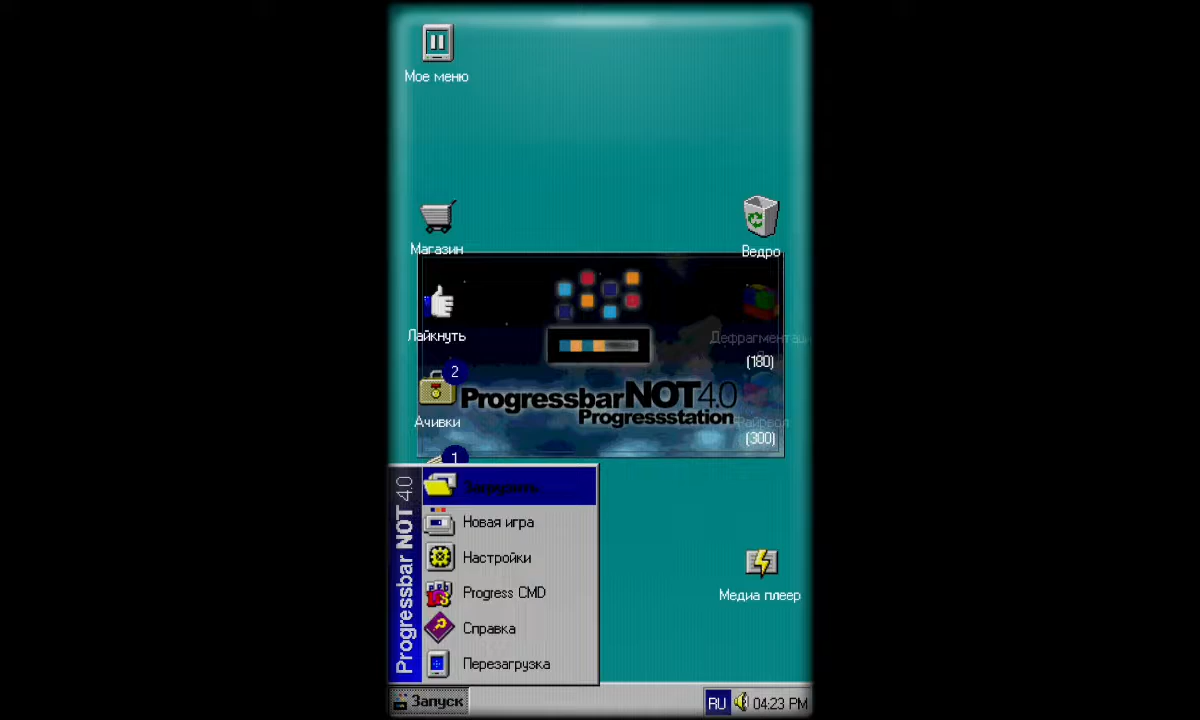 Мое меню
Магазин
Ведро
Лайкнуть
Дефрагментаци
(180)
2
ProgressbarNOT4.0
Progressstation
Ачивки
(300)
1
Загрузить
Новая игра
Настройки
Progress CMD
Медиа плеер
Справка
Перезагрузка
Progressbar NOT 4.0
Запуск
RU
04:23 PM